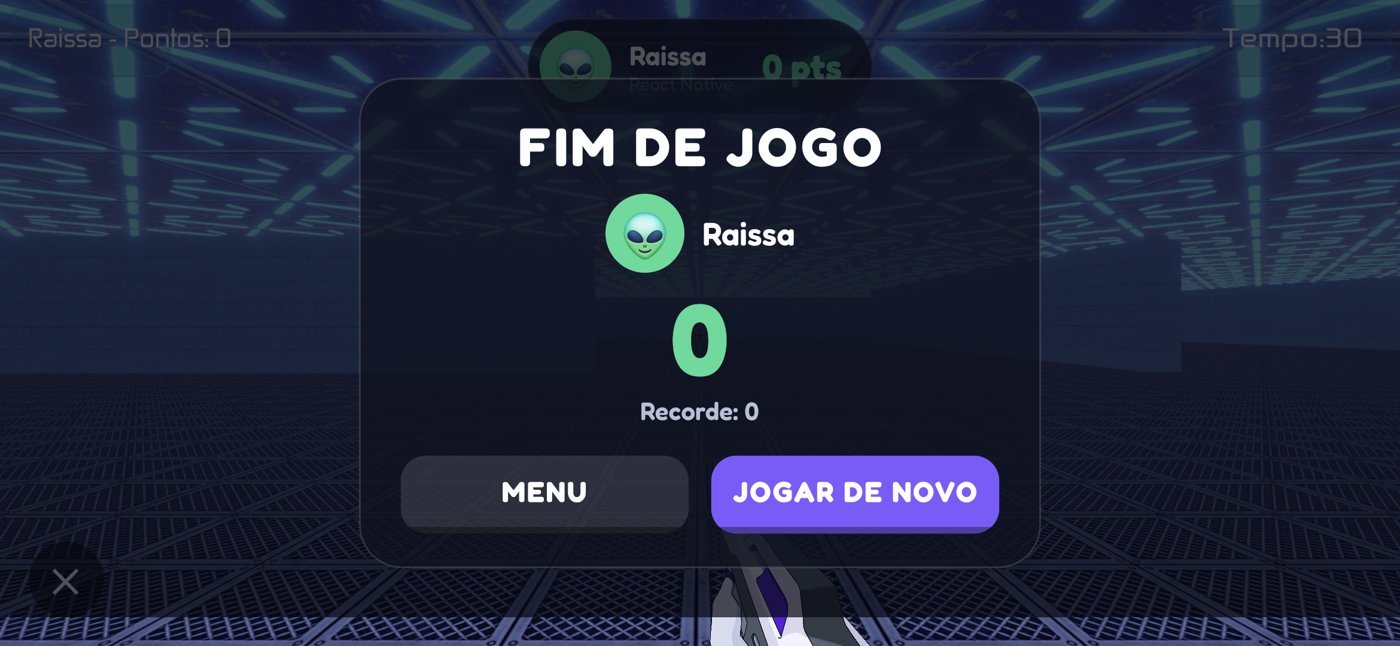 Raissa - Pontos: 0
Tempo:30
Raissa
React Native
0 pts
FIM DE JOGO
Raissa
0
Recorde: 0
MENU
JOGAR DE NOVO